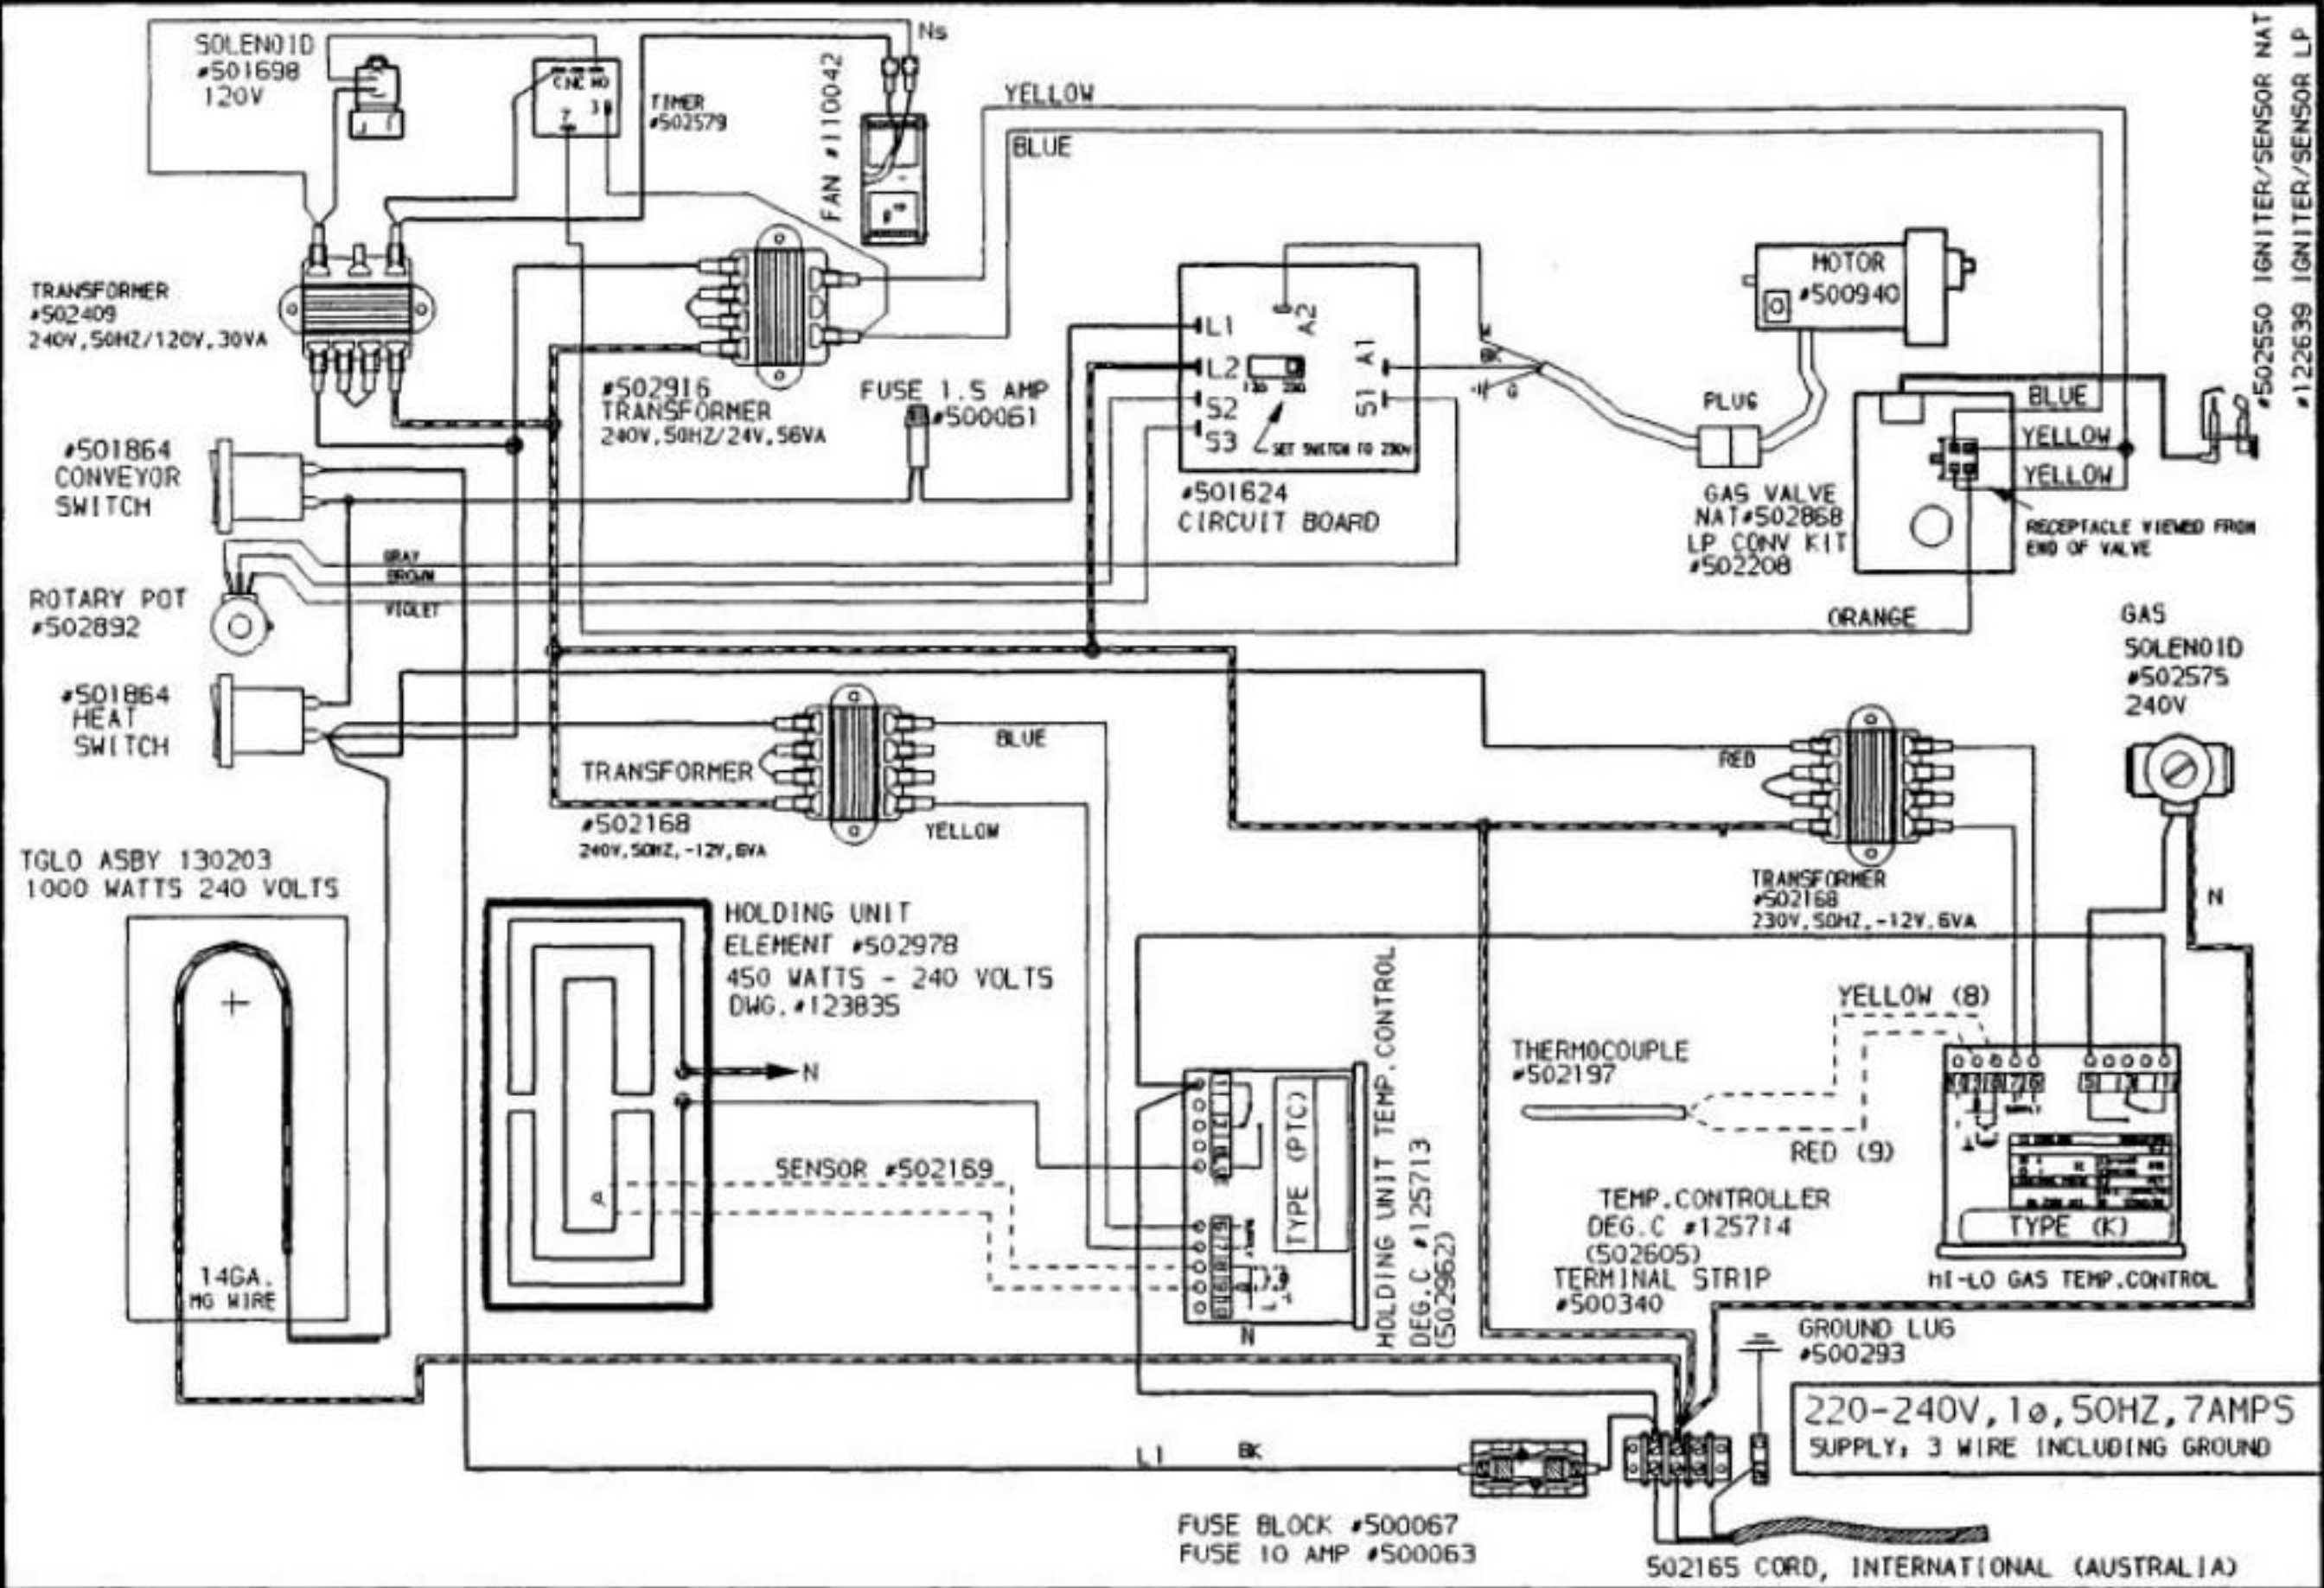 SOLENOID
#501698
120V
C NC NO
7
3
TIMER
#502579
Ns
FAN #110042
YELLOW
BLUE
#502550 IGNITER/SENSOR NAT
#122639 IGNITER/SENSOR LP
TRANSFORMER
#502409
240V,50HZ/120V,30VA
#502916
TRANSFORMER
240V,50HZ/24V,56VA
FUSE 1.5 AMP
#500061
L1
L2
S2
S3
A2
A1
S1
SET SWITCH TO 230V
#501624
CIRCUIT BOARD
BK
G
MOTOR
#500940
PLUG
BLUE
YELLOW
YELLOW
GAS VALVE
NAT#502868
LP CONV KIT
#502208
RECEPTACLE VIEWED FROM
END OF VALVE
#501864
CONVEYOR
SWITCH
GRAY
BROWN
VIOLET
ROTARY POT
#502892
ORANGE
GAS
SOLENOID
#502575
240V
#501864
HEAT
SWITCH
BLUE
TRANSFORMER
#502168
240V,50HZ,-12V,6VA
YELLOW
RED
TRANSFORMER
#502168
230V,50HZ,-12V,6VA
N
TGLO ASBY 130203
1000 WATTS 240 VOLTS
14GA.
MG WIRE
HOLDING UNIT
ELEMENT #502978
450 WATTS - 240 VOLTS
DWG.#123835
N
SENSOR #502169
TYPE (PTC)
N
HOLDING UNIT TEMP.CONTROL
DEG.C #125713
(502962)
YELLOW (8)
THERMOCOUPLE
#502197
RED (9)
TEMP.CONTROLLER
DEG.C #125714
(502605)
TYPE (K)
HI-LO GAS TEMP.CONTROL
TERMINAL STRIP
#500340
GROUND LUG
#500293
220-240V,1ø,50HZ,7AMPS
SUPPLY: 3 WIRE INCLUDING GROUND
L1
BK
FUSE BLOCK #500067
FUSE 10 AMP #500063
502165 CORD, INTERNATIONAL (AUSTRALIA)